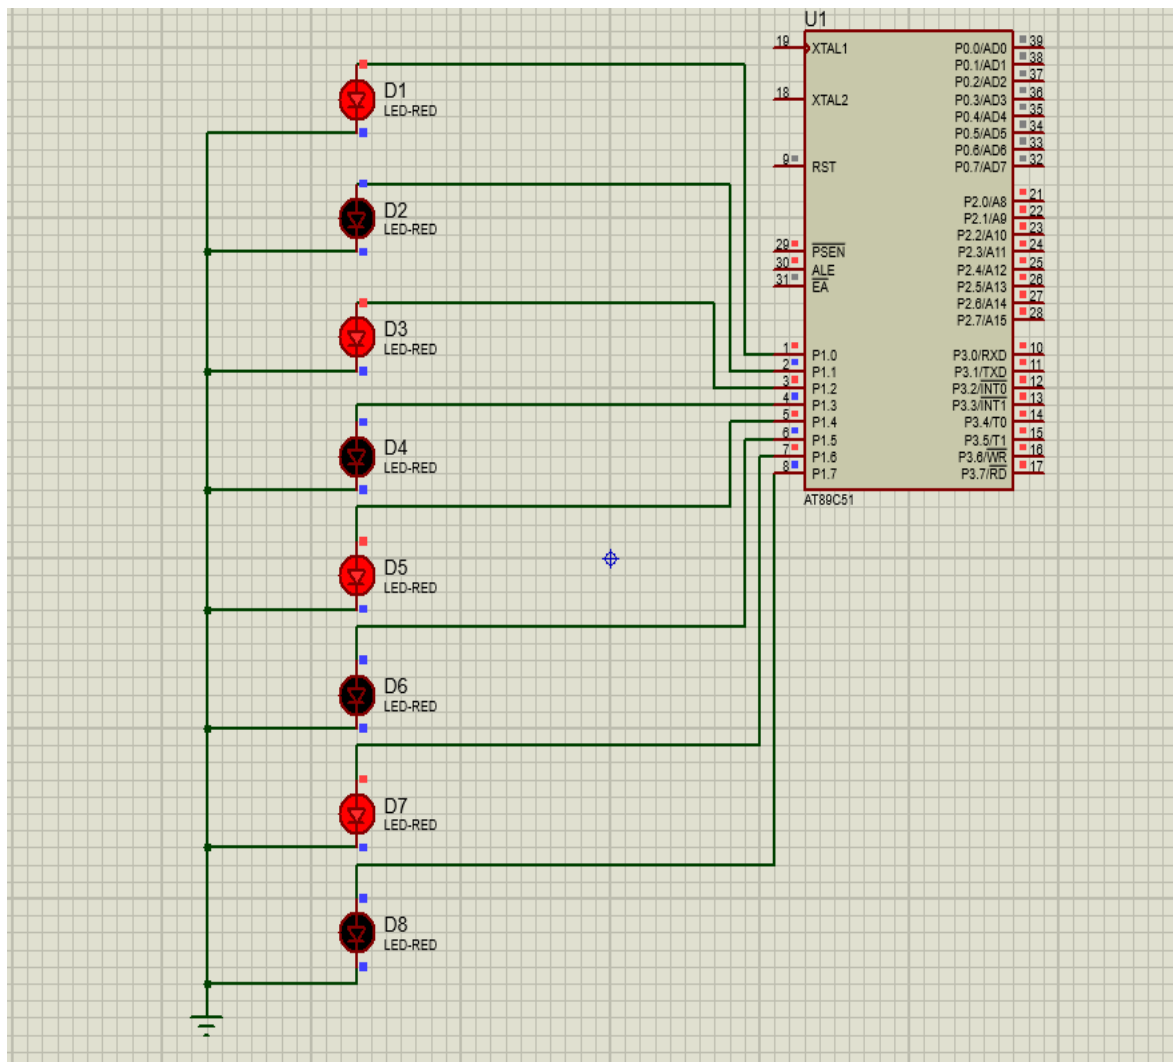 U1
19 XTAL1
18 XTAL2
9 RST
29 PSEN
30 ALE
31 EA
1 P1.0
2 P1.1
3 P1.2
4 P1.3
5 P1.4
6 P1.5
7 P1.6
8 P1.7
P0.0/AD0 39
P0.1/AD1 38
P0.2/AD2 37
P0.3/AD3 36
P0.4/AD4 35
P0.5/AD5 34
P0.6/AD6 33
P0.7/AD7 32
P2.0/A8 21
P2.1/A9 22
P2.2/A10 23
P2.3/A11 24
P2.4/A12 25
P2.5/A13 26
P2.6/A14 27
P2.7/A15 28
P3.0/RXD 10
P3.1/TXD 11
P3.2/INT0 12
P3.3/INT1 13
P3.4/T0 14
P3.5/T1 15
P3.6/WR 16
P3.7/RD 17
AT89C51
D1
LED-RED
D2
LED-RED
D3
LED-RED
D4
LED-RED
D5
LED-RED
D6
LED-RED
D7
LED-RED
D8
LED-RED